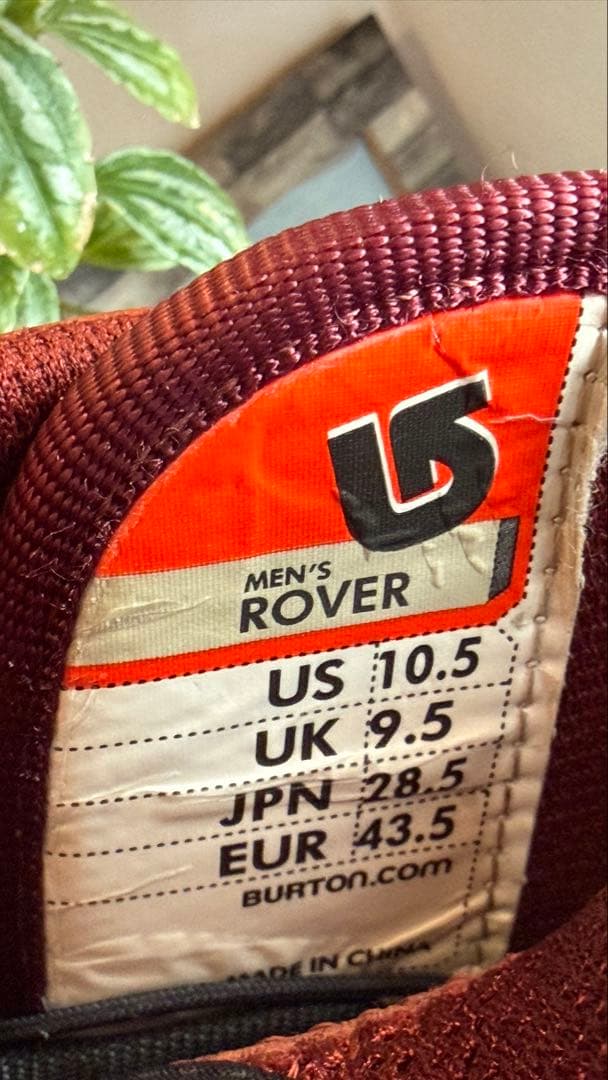 MEN'S
ROVER
US 10.5
UK 9.5
JPN 28.5
EUR 43.5
BURTON.COM
MADE IN CHINA